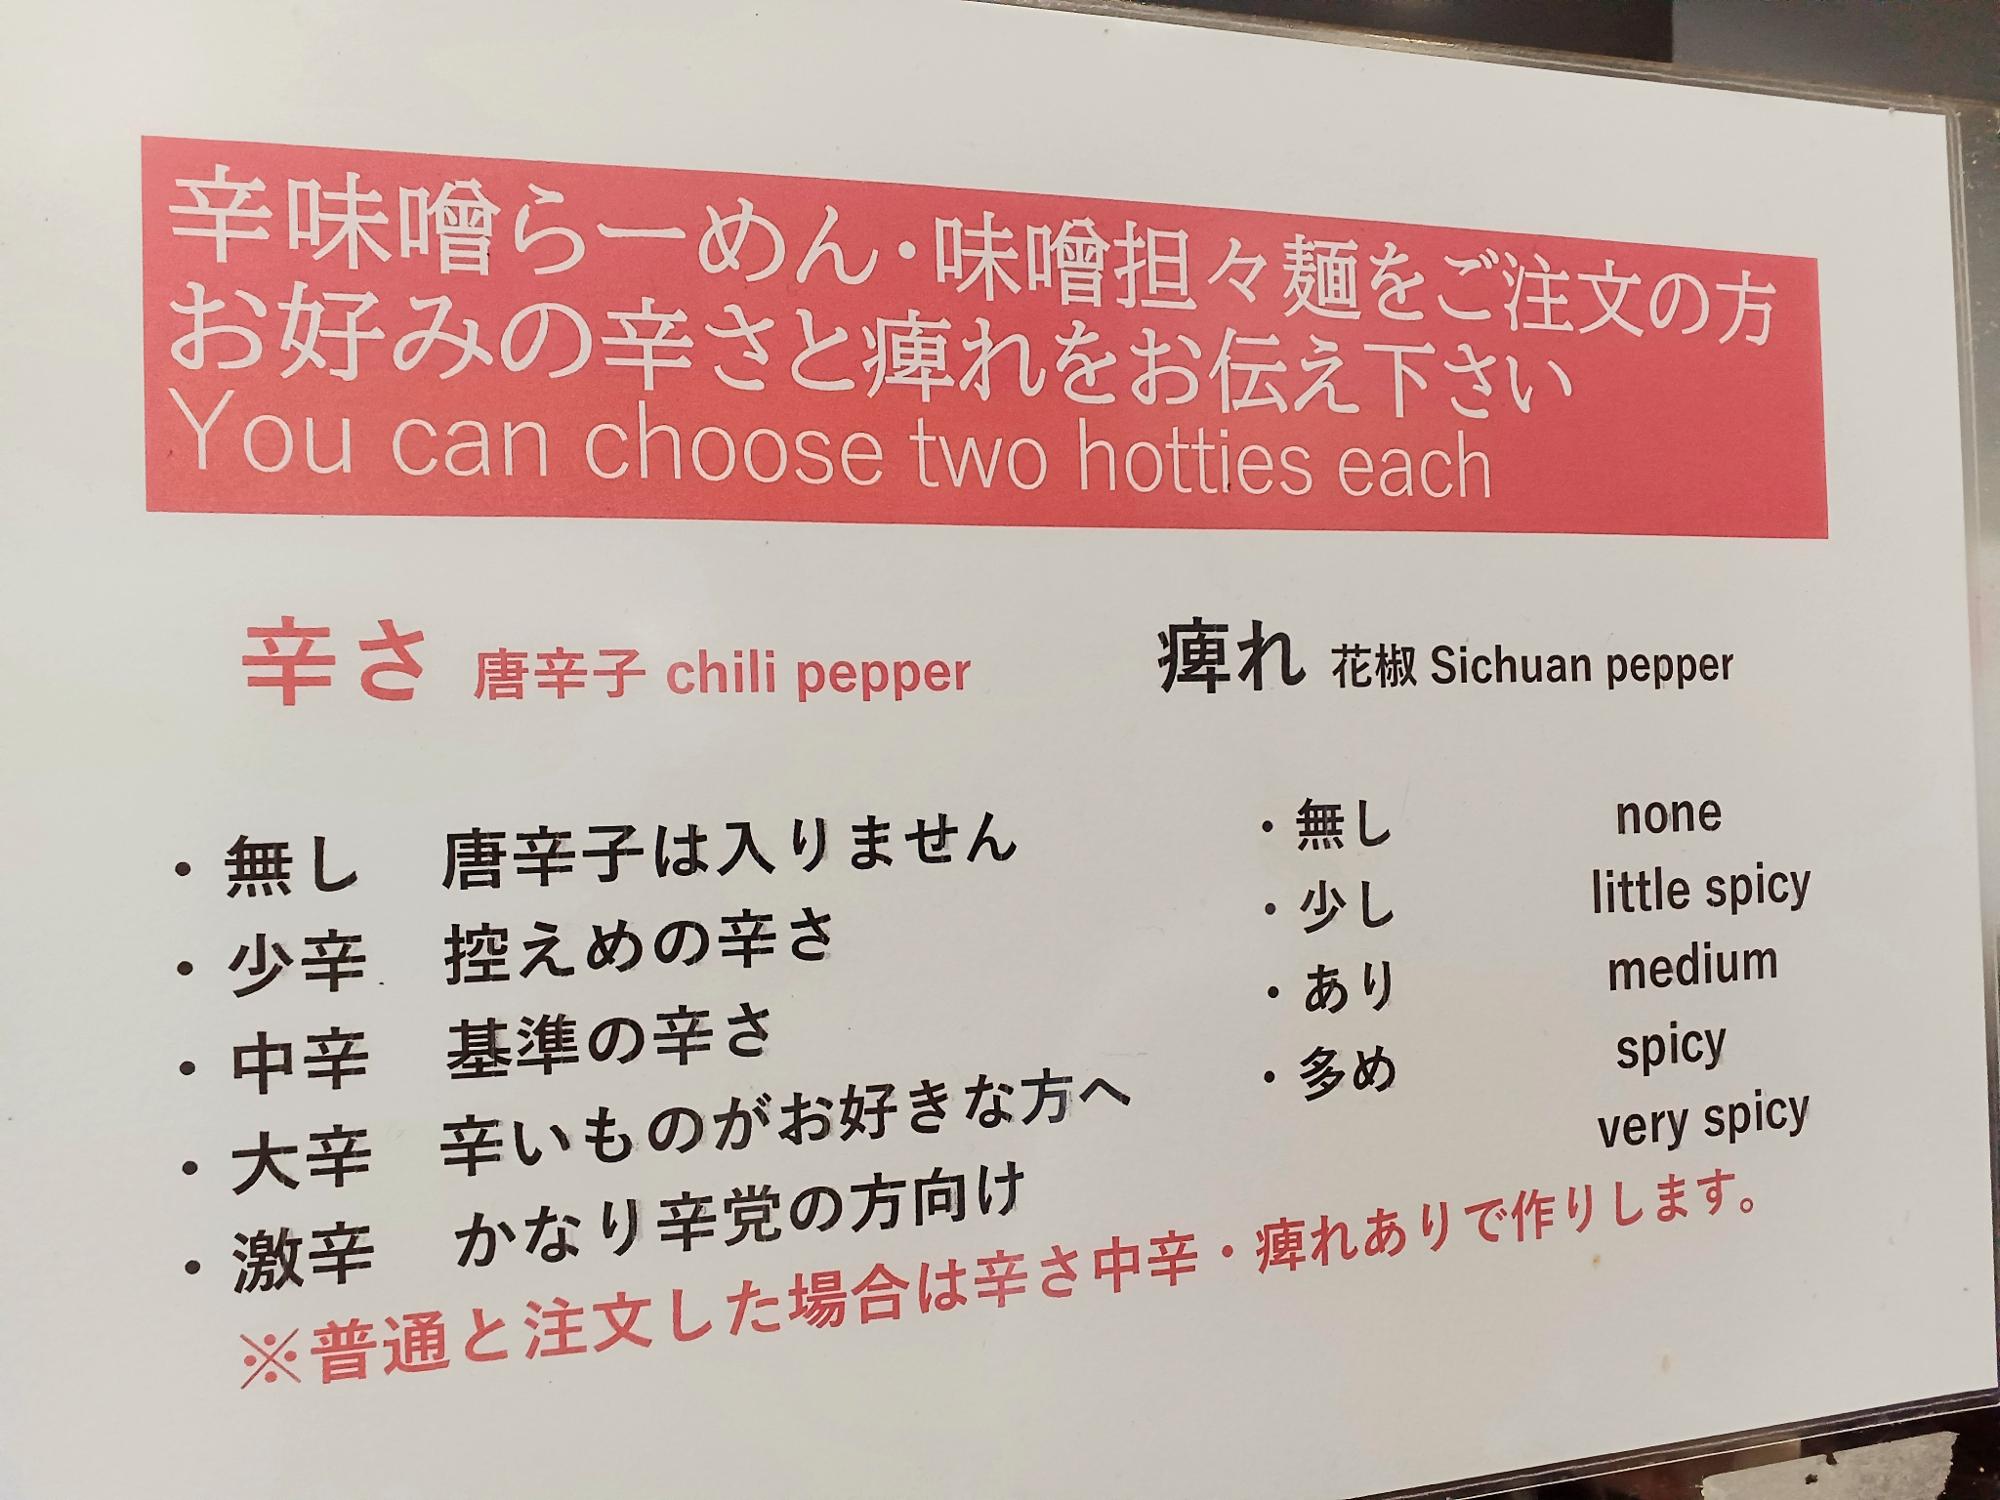 辛味噌らーめん・味噌担々麺をご注文の方
お好みの辛さと痺れをお伝え下さい
You can choose two hotties each
辛さ 唐辛子 chili pepper
・無し 唐辛子は入りません
・少辛 控えめの辛さ
・中辛 基準の辛さ
・大辛 辛いものがお好きな方へ
・激辛 かなり辛党の方向け
痺れ 花椒 Sichuan pepper
・無し
・少し
・あり
・多め
none
little spicy
medium
spicy
very spicy
※普通と注文した場合は辛さ中辛・痺れありで作りします。